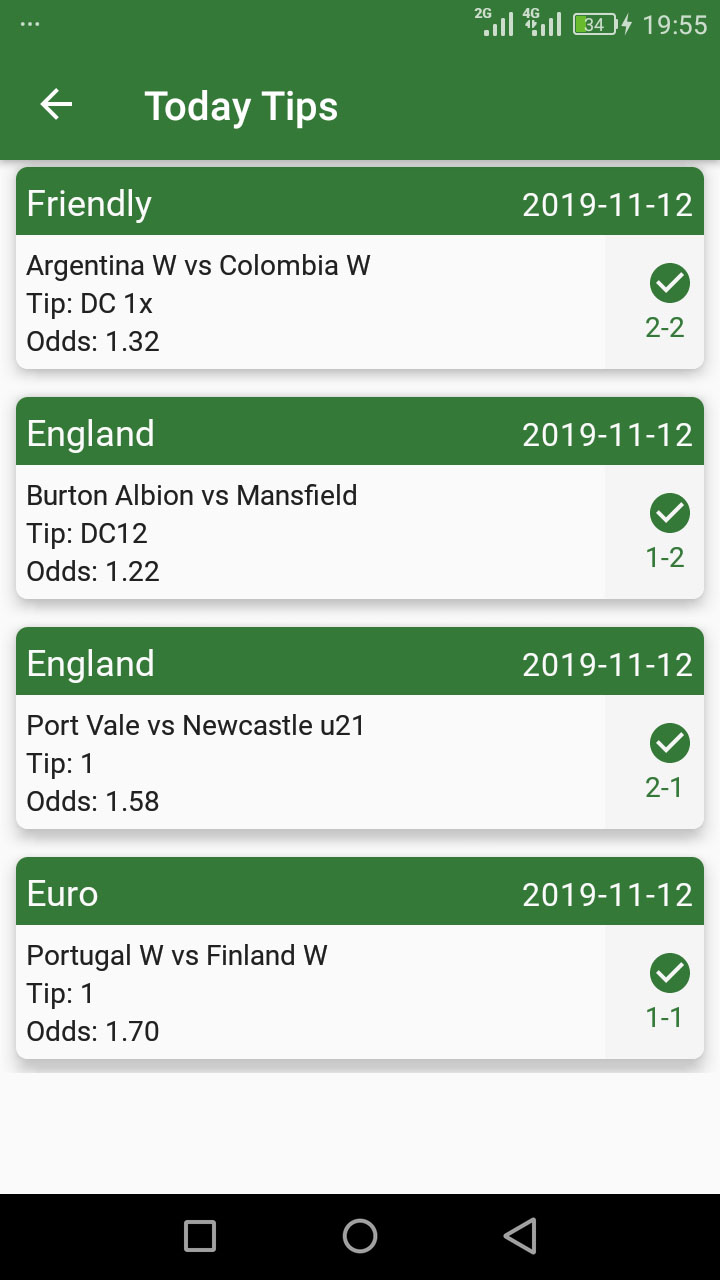 2G 4G 34 19:55
Today Tips
Friendly 2019-11-12
Argentina W vs Colombia W
Tip: DC 1x
Odds: 1.32
2-2
England 2019-11-12
Burton Albion vs Mansfield
Tip: DC12
Odds: 1.22
1-2
England 2019-11-12
Port Vale vs Newcastle u21
Tip: 1
Odds: 1.58
2-1
Euro 2019-11-12
Portugal W vs Finland W
Tip: 1
Odds: 1.70
1-1